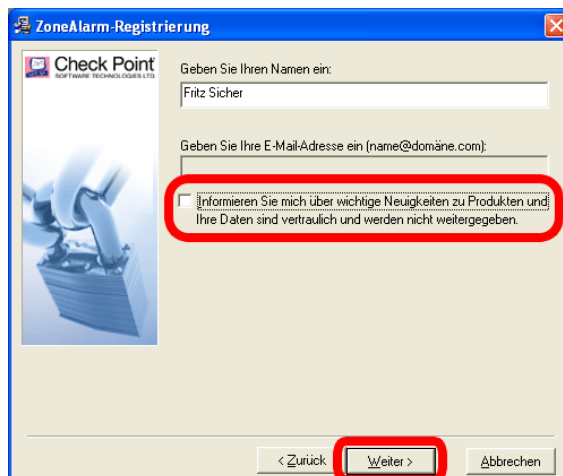 ZoneAlarm-Registrierung
Check Point
SOFTWARE TECHNOLOGIES LTD.
Geben Sie Ihren Namen ein:
Fritz Sicher
Geben Sie Ihre E-Mail-Adresse ein (name@domäne.com):
Informieren Sie mich über wichtige Neuigkeiten zu Produkten und
Ihre Daten sind vertraulich und werden nicht weitergegeben.
< Zurück
Weiter >
Abbrechen